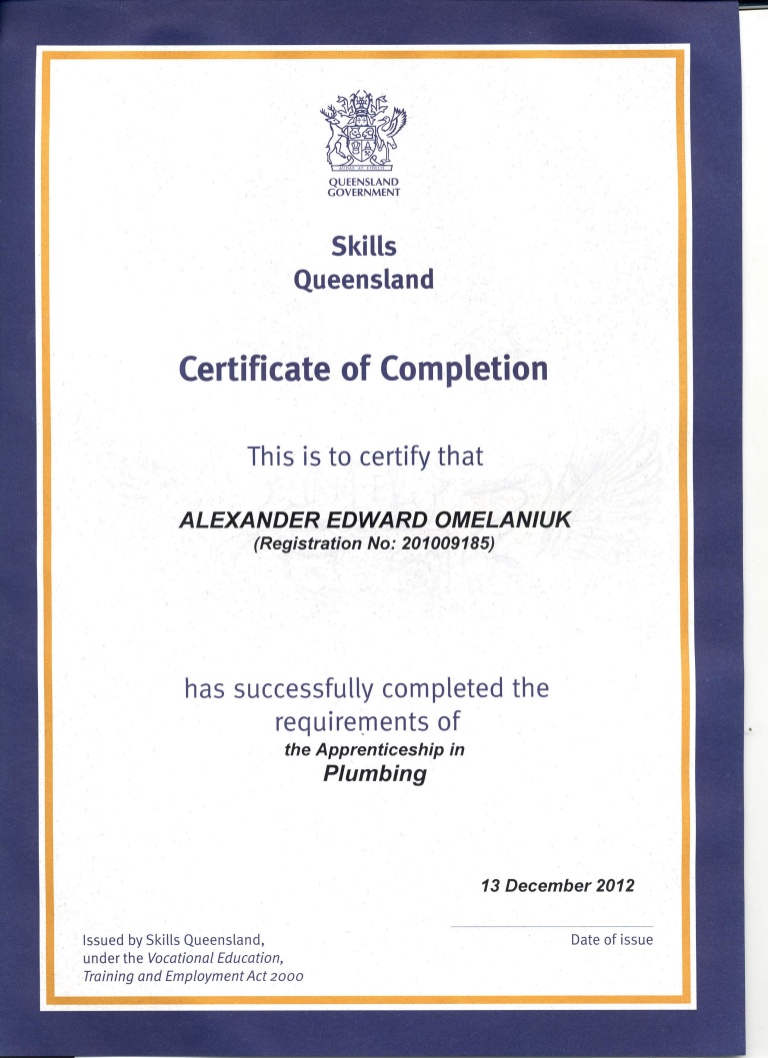 QUEENSLAND
GOVERNMENT
Skills
Queensland
Certificate of Completion
This is to certify that
ALEXANDER EDWARD OMELANIUK
(Registration No: 201009185)
has successfully completed the
requirements of
the Apprenticeship in
Plumbing
13 December 2012
Date of issue
Issued by Skills Queensland,
under the Vocational Education,
Training and Employment Act 2000